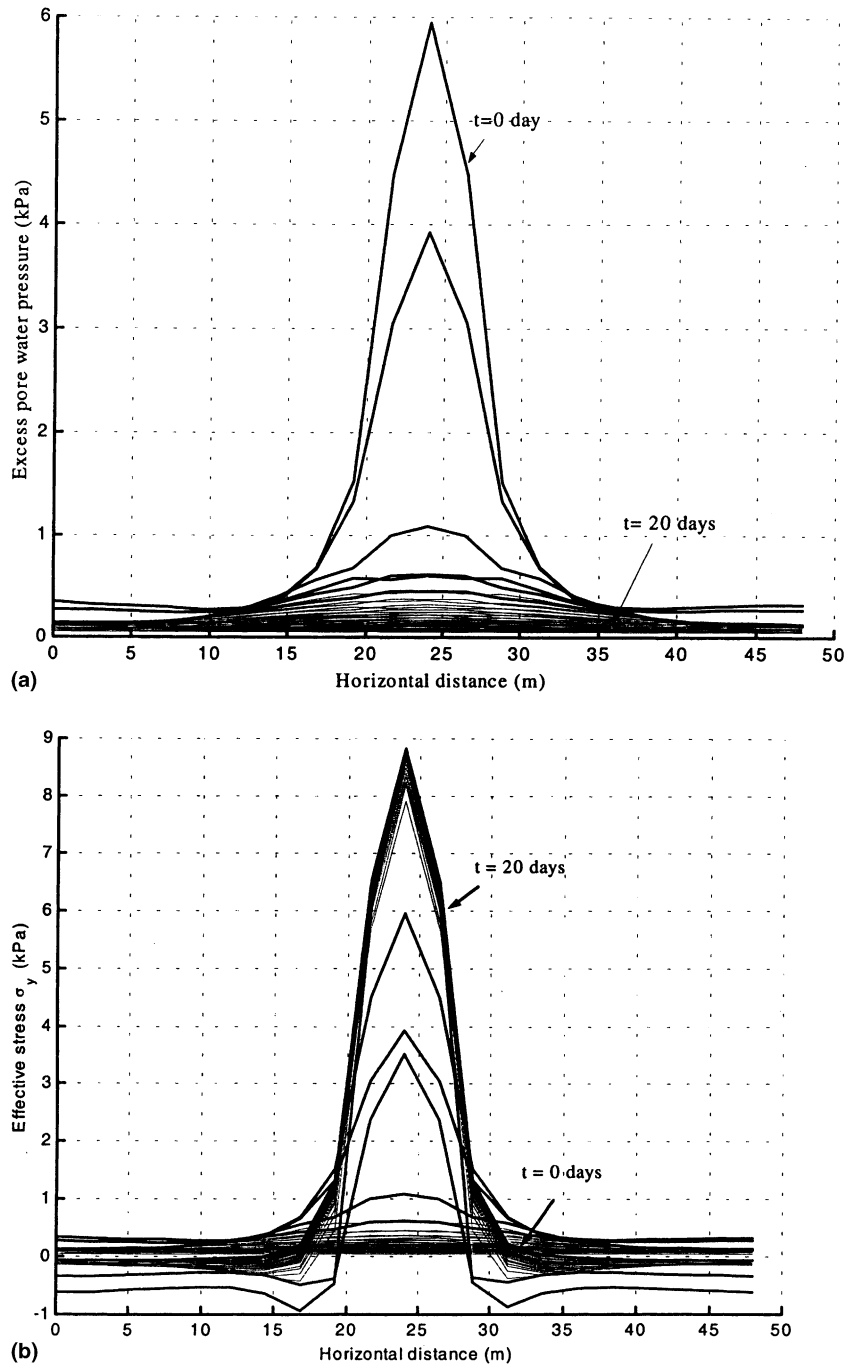 6
5
4
3
2
1
0
Excess pore water pressure (kPa)
t=0 day
t= 20 days
0 5 10 15 20 25 30 35 40 45 50
(a)
Horizontal distance (m)
9
8
7
6
5
4
3
2
1
0
-1
Effective stress σy (kPa)
t = 20 days
t = 0 days
0 5 10 15 20 25 30 35 40 45 50
(b)
Horizontal distance (m)